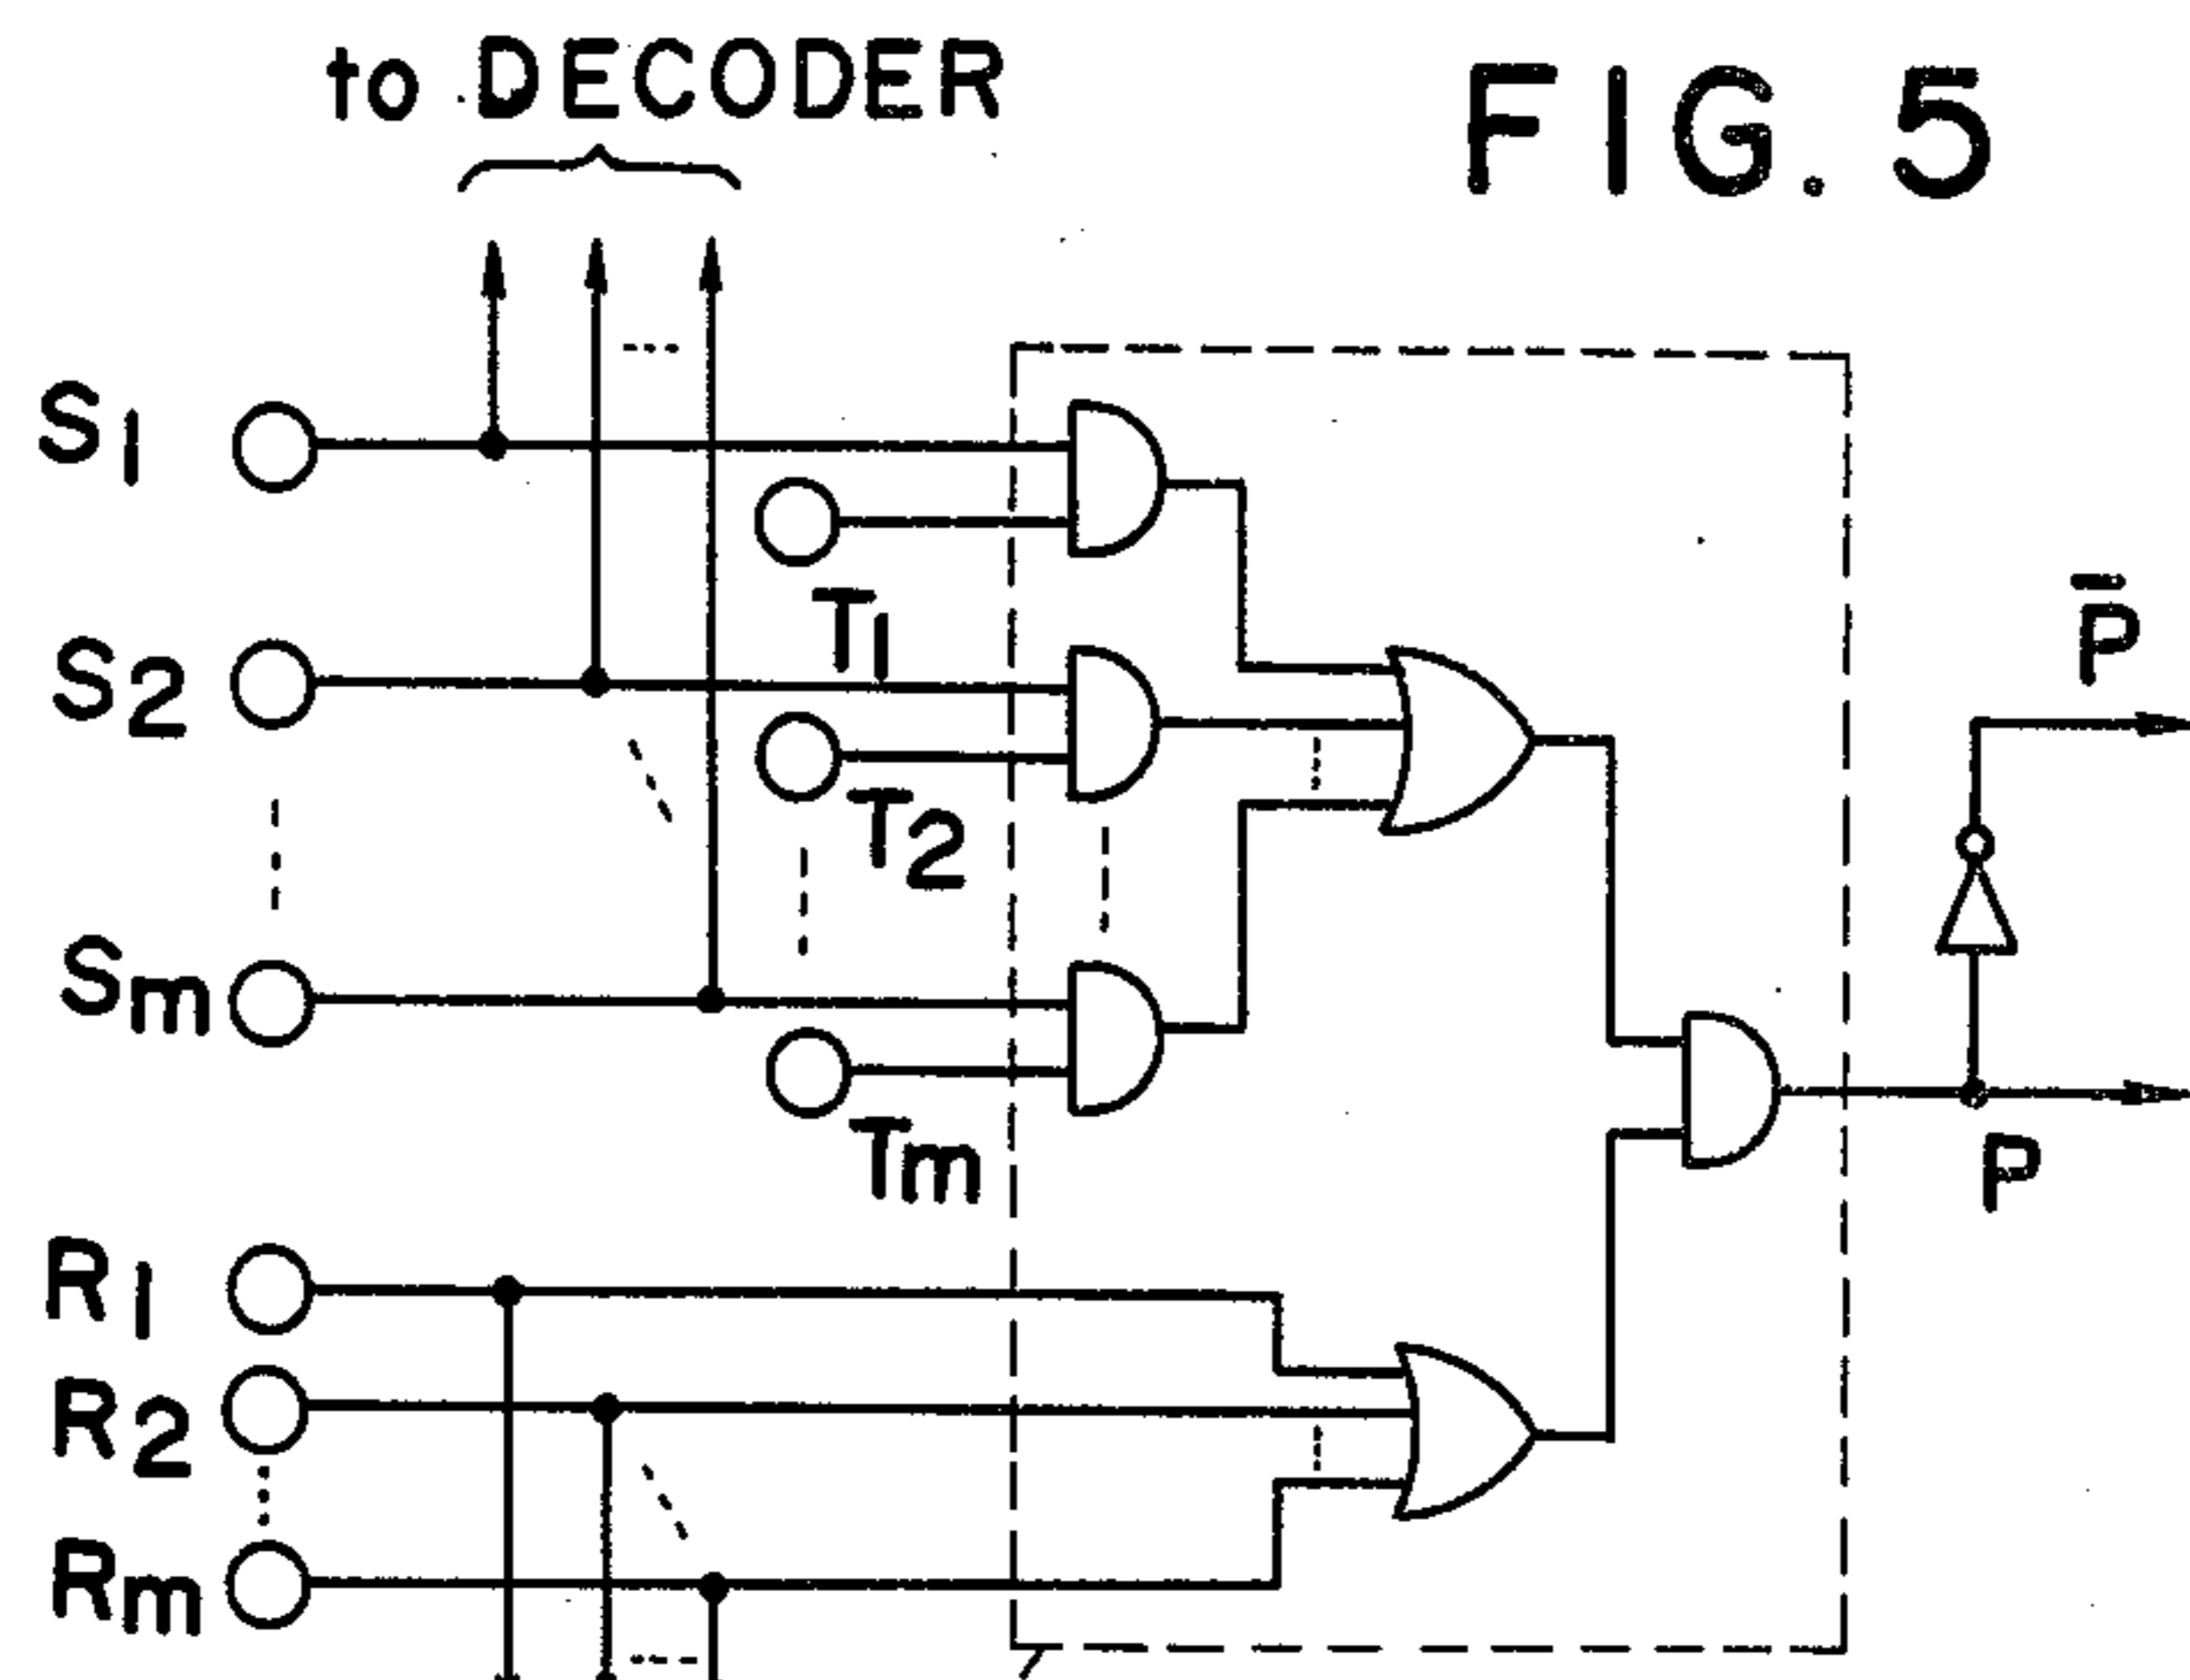 to DECODER
FIG. 5
S1
T1
S2
T2
Sm
Tm
P̄
P
R1
R2
Rm